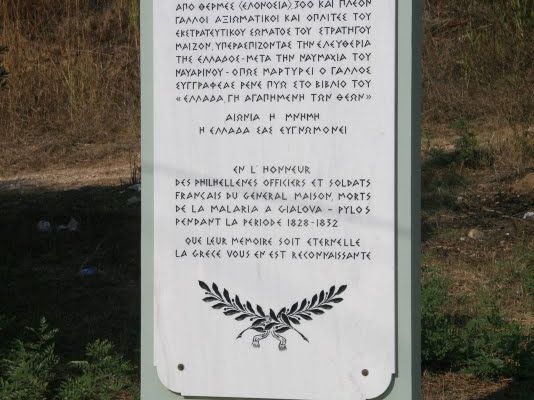 ΑΠΟ ΘΕΡΜΕΣ (ΕΛΟΝΟΣΙΑ), 300 ΚΑΙ ΠΛΕΟΝ
ΓΑΛΛΟΙ ΑΞΙΩΜΑΤΙΚΟΙ ΚΑΙ ΟΠΛΙΤΕΣ ΤΟΥ
ΕΚΣΤΡΑΤΕΥΤΙΚΟΥ ΣΩΜΑΤΟΣ ΤΟΥ ΣΤΡΑΤΗΓΟΥ
ΜΑΙΖΟΝ, ΥΠΕΡΑΣΠΙΖΟΝΤΑΣ ΤΗΝ ΕΛΕΥΘΕΡΙΑ
ΤΗΣ ΕΛΛΑΔΟΣ - ΜΕΤΑ ΤΗΝ ΝΑΥΜΑΧΙΑ ΤΟΥ
ΝΑΥΑΡΙΝΟΥ - ΟΠΩΣ ΜΑΡΤΥΡΕΙ Ο ΓΑΛΛΟΣ
ΣΥΓΓΡΑΦΕΑΣ ΡΕΝΕ ΠΥΩ ΣΤΟ ΒΙΒΛΙΟ ΤΟΥ
«ΕΛΛΑΔΑ, ΓΗ ΑΓΑΠΗΜΕΝΗ ΤΩΝ ΘΕΩΝ»
ΑΙΩΝΙΑ Η ΜΝΗΜΗ
Η ΕΛΛΑΔΑ ΣΑΣ ΕΥΓΝΩΜΟΝΕΙ
EN L' HONNEUR
DES PHILHELLENES OFFICIERS ET SOLDATS
FRANÇAIS DU GENERAL MAISON, MORTS
DE LA MALARIA A GIALOVA - PYLOS
PENDANT LA PERIODE 1828-1832
QUE LEUR MEMOIRE SOIT ETERNELLE
LA GRECE VOUS EN EST RECONNAISSANTE